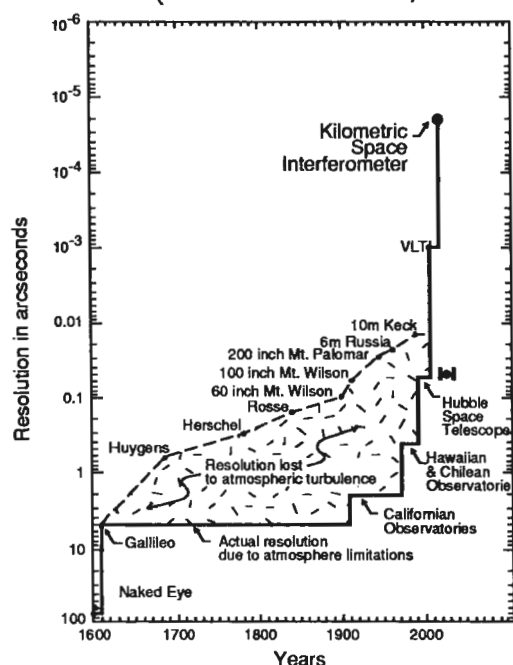 10-6
10-5
10-4
10-3
0.01
0.1
1
10
100
Resolution in arcseconds
Kilometric
Space
Interferometer
VLTI
10m Keck
6m Russia
200 inch Mt. Palomar
100 inch Mt. Wilson
60 inch Mt. Wilson
Rosse
Herschel
Huygens
Hubble
Space
Telescope
Resolution lost
to atmospheric turbulence
Hawaiian
& Chilean
Observatorie
Californian
Observatories
Gallileo
Actual resolution
due to atmosphere limitations
Naked Eye
1600 1700 1800 1900 2000
Years